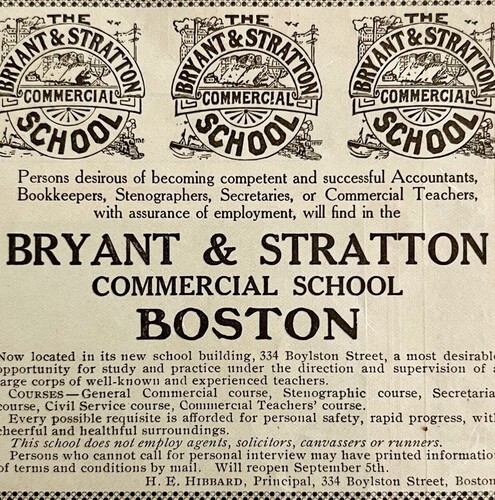 THE
BRYANT & STRATTON
COMMERCIAL
SCHOOL
THE
BRYANT & STRATTON
COMMERCIAL
SCHOOL
THE
BRYANT & STRATTON
COMMERCIAL
SCHOOL
Persons desirous of becoming competent and successful Accountants,
Bookkeepers, Stenographers, Secretaries, or Commercial Teachers,
with assurance of employment, will find in the
BRYANT & STRATTON
COMMERCIAL SCHOOL
BOSTON
Now located in its new school building, 334 Boylston Street, a most desirable
opportunity for study and practice under the direction and supervision of a
large corps of well-known and experienced teachers.
COURSES—General Commercial course, Stenographic course, Secretarial
course, Civil Service course, Commercial Teachers' course.
Every possible requisite is afforded for personal safety, rapid progress, with
cheerful and healthful surroundings.
This school does not employ agents, solicitors, canvassers or runners.
Persons who cannot call for personal interview may have printed information
of terms and conditions by mail. Will reopen September 5th.
H. E. HIBBARD, Principal, 334 Boylston Street, Boston